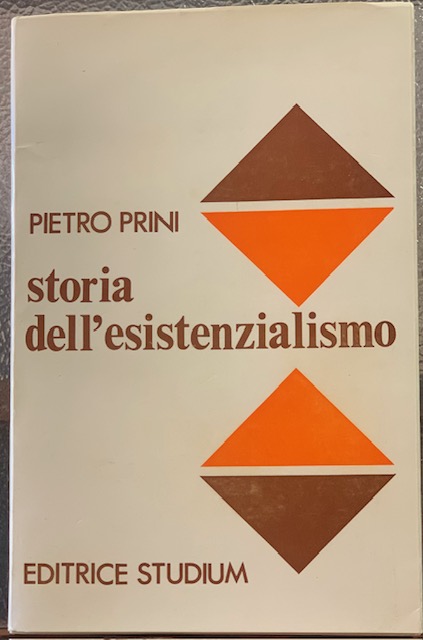 PIETRO PRINI
storia
dell'esistenzialismo
EDITRICE STUDIUM